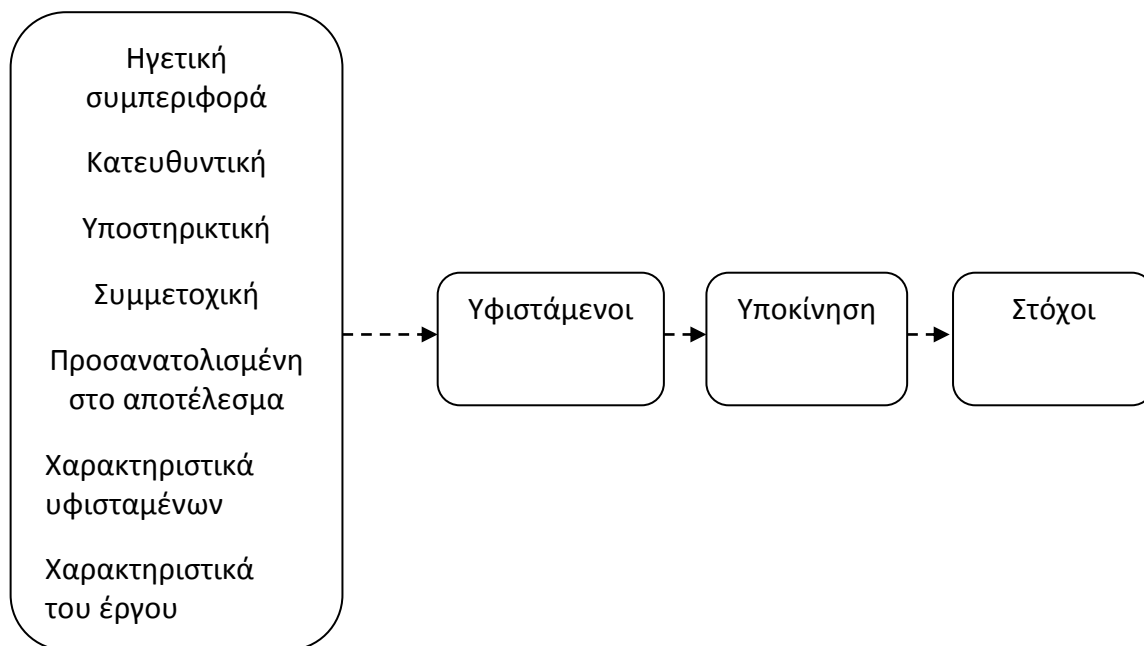 Ηγετική
συμπεριφορά
Κατευθυντική
Υποστηρικτική
Συμμετοχική
Προσανατολισμένη
στο αποτέλεσμα
Χαρακτηριστικά
υφισταμένων
Χαρακτηριστικά
του έργου
Υφιστάμενοι
Υποκίνηση
Στόχοι